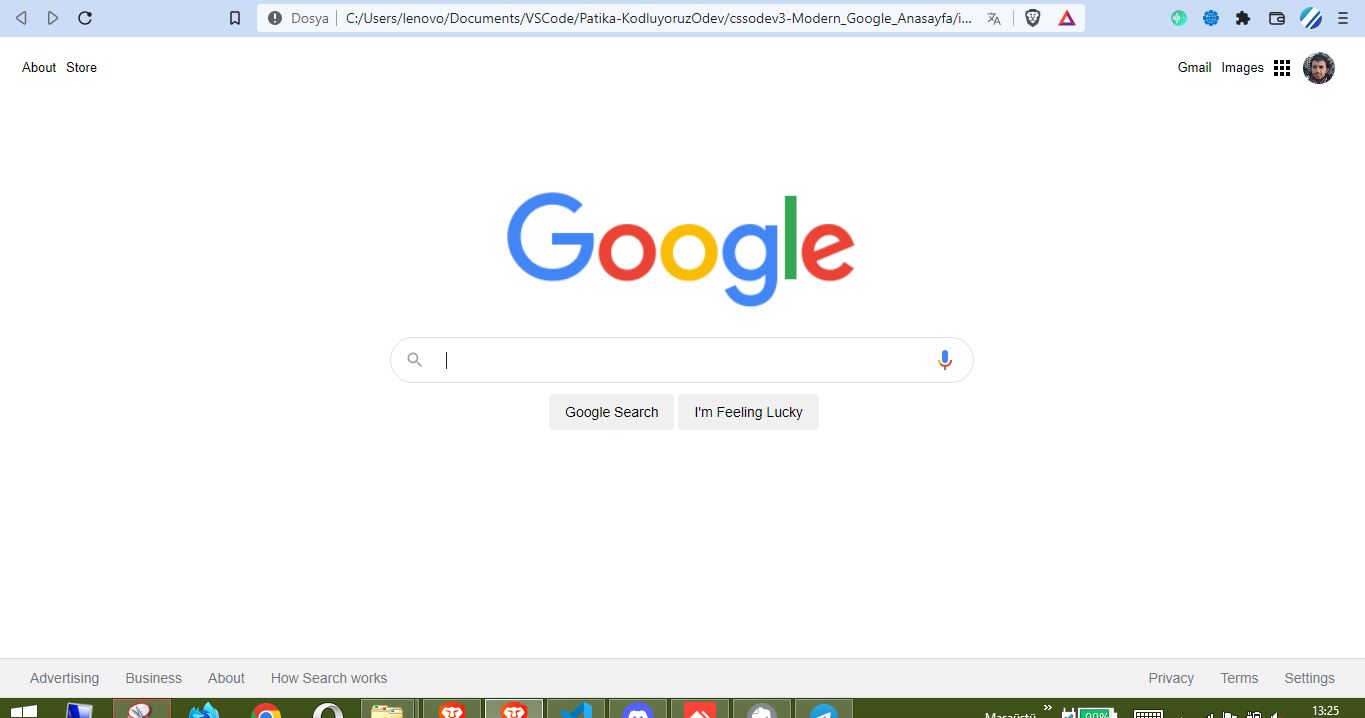 Dosya C:/Users/lenovo/Documents/VSCode/Patika-KodluyoruzOdev/cssodev3-Modern_Google_Anasayfa/i...
About Store Gmail Images
Google
Google Search I'm Feeling Lucky
Advertising Business About How Search works Privacy Terms Settings
Masaüstü » 13:25